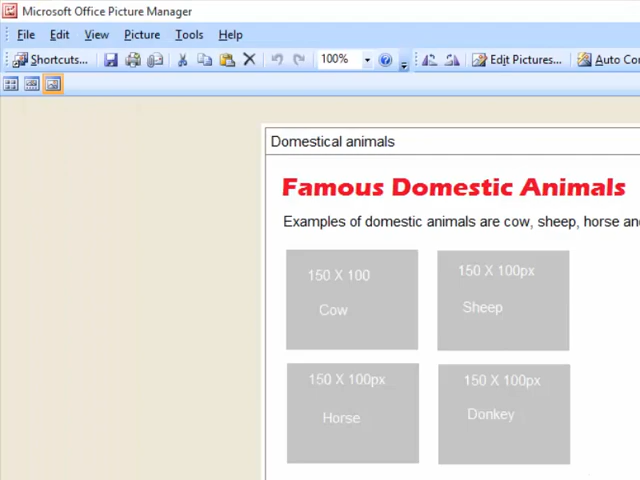 Microsoft Office Picture Manager
File Edit View Picture Tools Help
Shortcuts... 100% Edit Pictures... Auto
Domestical animals
Famous Domestic Animals
Examples of domestic animals are cow, sheep, horse
150 X 100
Cow
150 X 100px
Sheep
150 X 100px
Horse
150 X 100px
Donkey